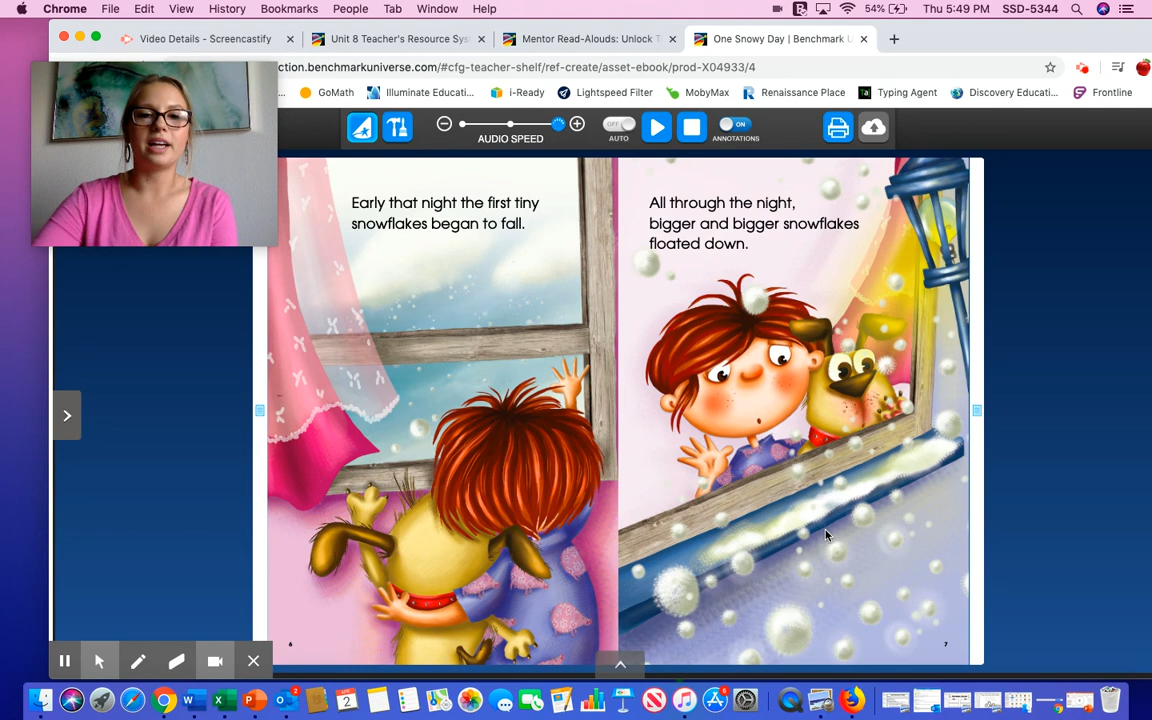 Chrome File Edit View History Bookmarks People Tab Window Help 54% Thu 5:49 PM SSD-5344
Video Details - Screencastify
Unit 8 Teacher's Resource Sys
Mentor Read-Alouds: Unlock T
One Snowy Day | Benchmark U
ction.benchmarkuniverse.com/#cfg-teacher-shelf/ref-create/asset-ebook/prod-X04933/4
GoMath Illuminate Educati... i-Ready Lightspeed Filter MobyMax Renaissance Place Typing Agent Discovery Educati... Frontline
AUDIO SPEED
OFF
AUTO
ON
ANNOTATIONS
Early that night the first tiny
snowflakes began to fall.
6
All through the night,
bigger and bigger snowflakes
floated down.
7